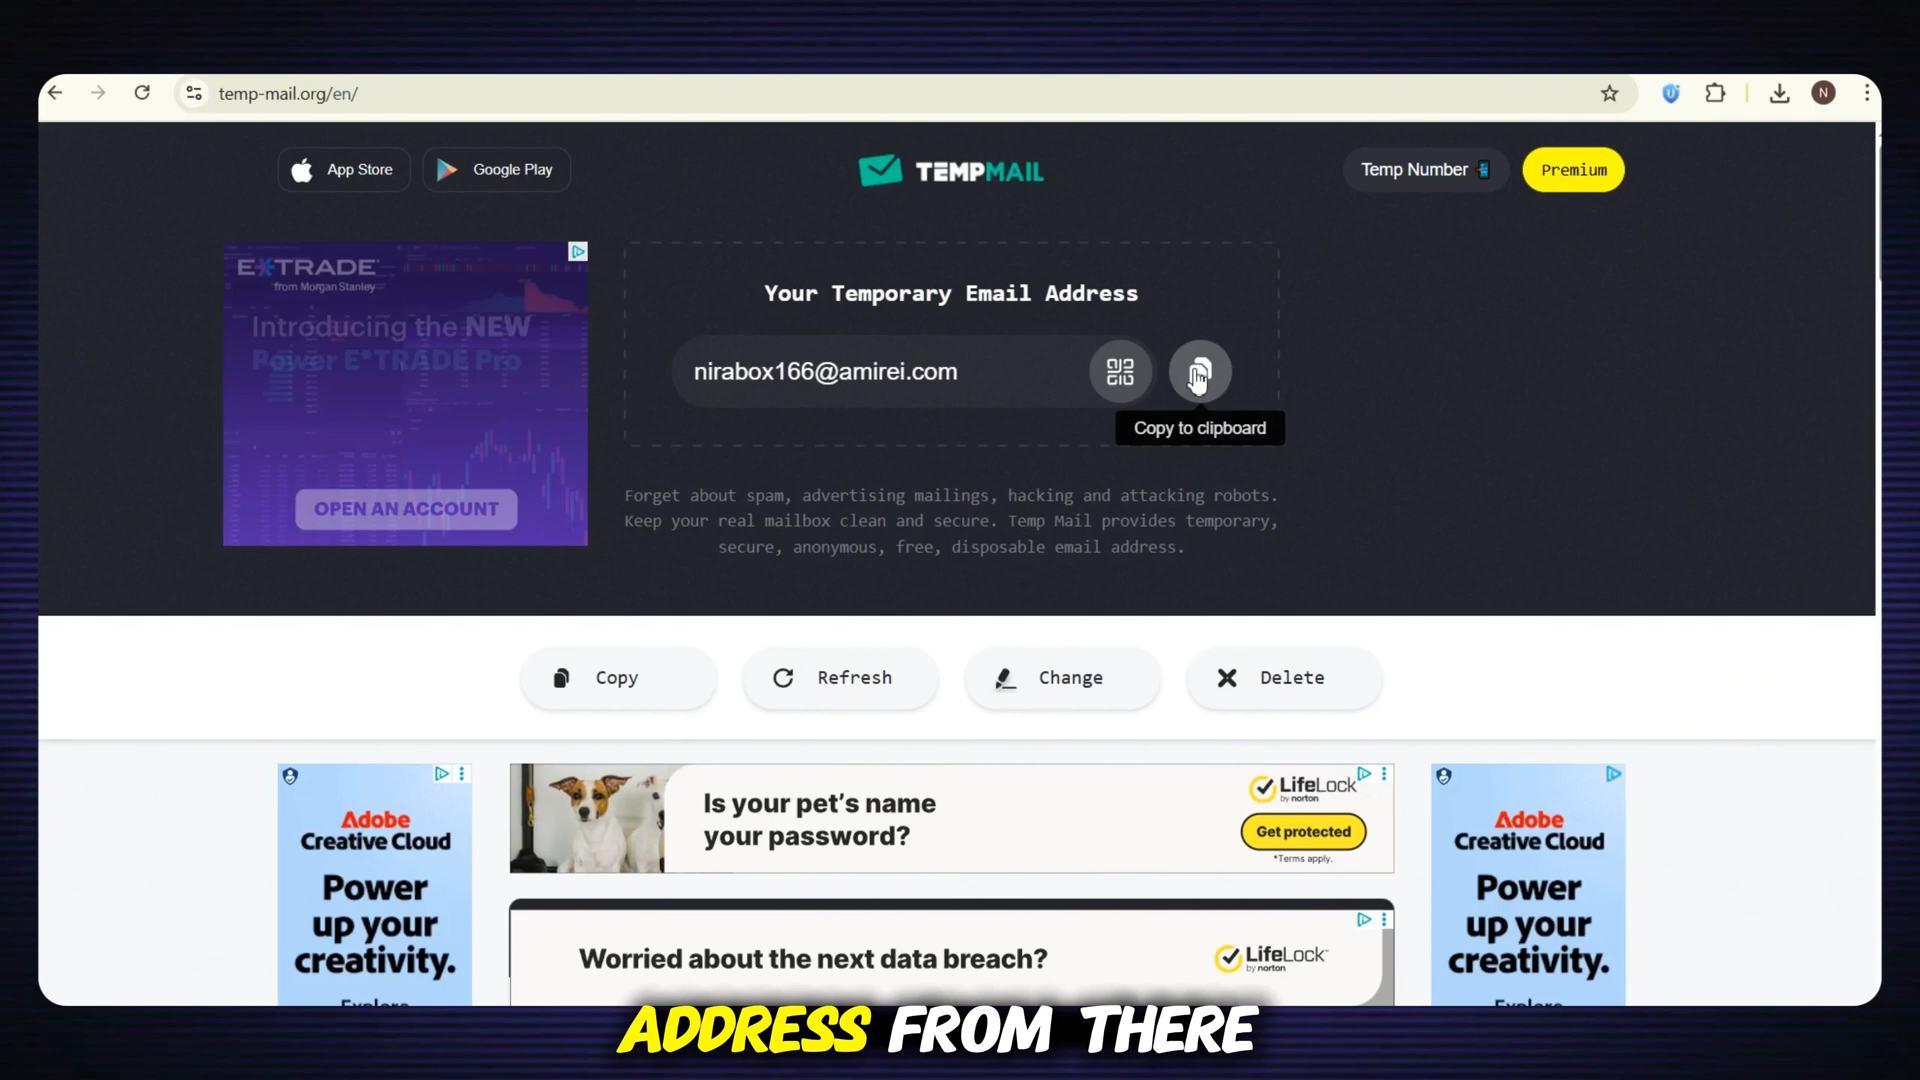 temp-mail.org/en/
N
App Store
Google Play
TEMPMAIL
Temp Number
Premium
E*TRADE
from Morgan Stanley
Introducing the NEW
Power E*TRADE Pro
OPEN AN ACCOUNT
Your Temporary Email Address
nirabox166@amirei.com
Copy to clipboard
Forget about spam, advertising mailings, hacking and attacking robots.
Keep your real mailbox clean and secure. Temp Mail provides temporary,
secure, anonymous, free, disposable email address.
Copy
Refresh
Change
Delete
Adobe
Creative Cloud
Power
up your
creativity.
Explore
Is your pet's name
your password?
LifeLock
by norton
Get protected
*Terms apply.
Worried about the next data breach?
LifeLock
by norton
Adobe
Creative Cloud
Power
up your
creativity.
Explore
ADDRESS FROM THERE